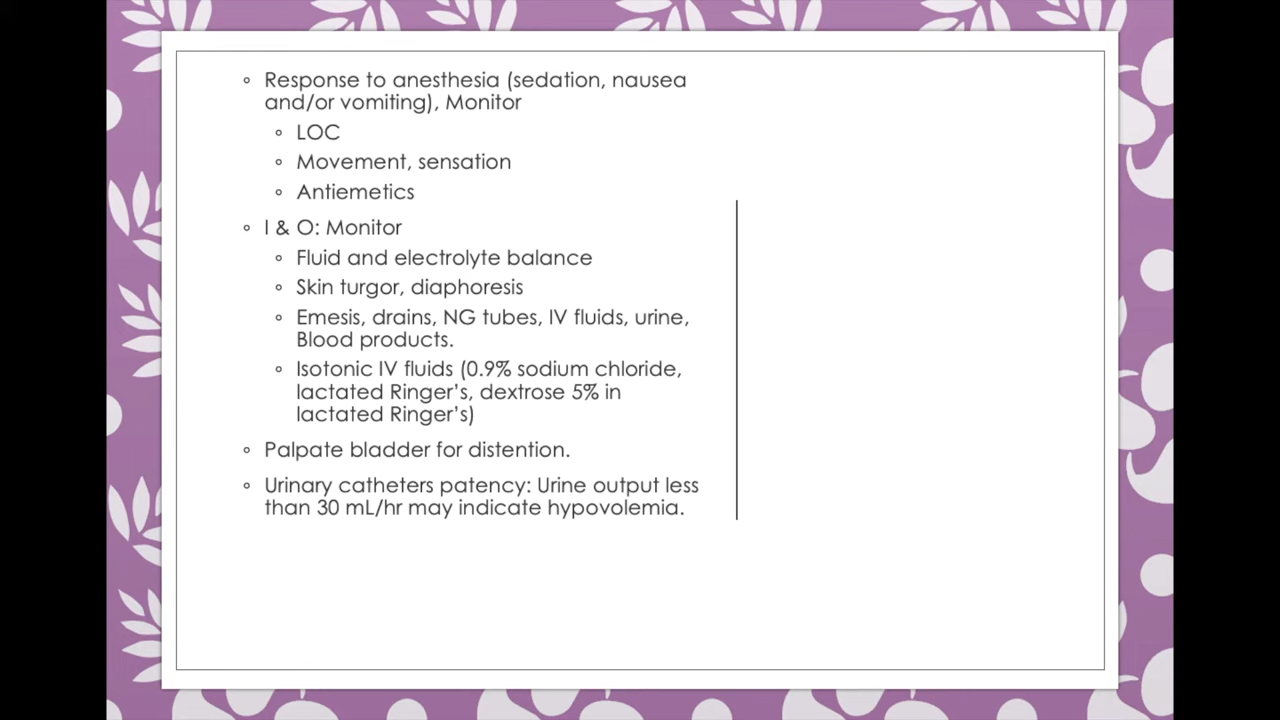 ◦ Response to anesthesia (sedation, nausea
and/or vomiting), Monitor
◦ LOC
◦ Movement, sensation
◦ Antiemetics
◦ I & O: Monitor
◦ Fluid and electrolyte balance
◦ Skin turgor, diaphoresis
◦ Emesis, drains, NG tubes, IV fluids, urine,
Blood products.
◦ Isotonic IV fluids (0.9% sodium chloride,
lactated Ringer’s, dextrose 5% in
lactated Ringer’s)
◦ Palpate bladder for distention.
◦ Urinary catheters patency: Urine output less
than 30 mL/hr may indicate hypovolemia.